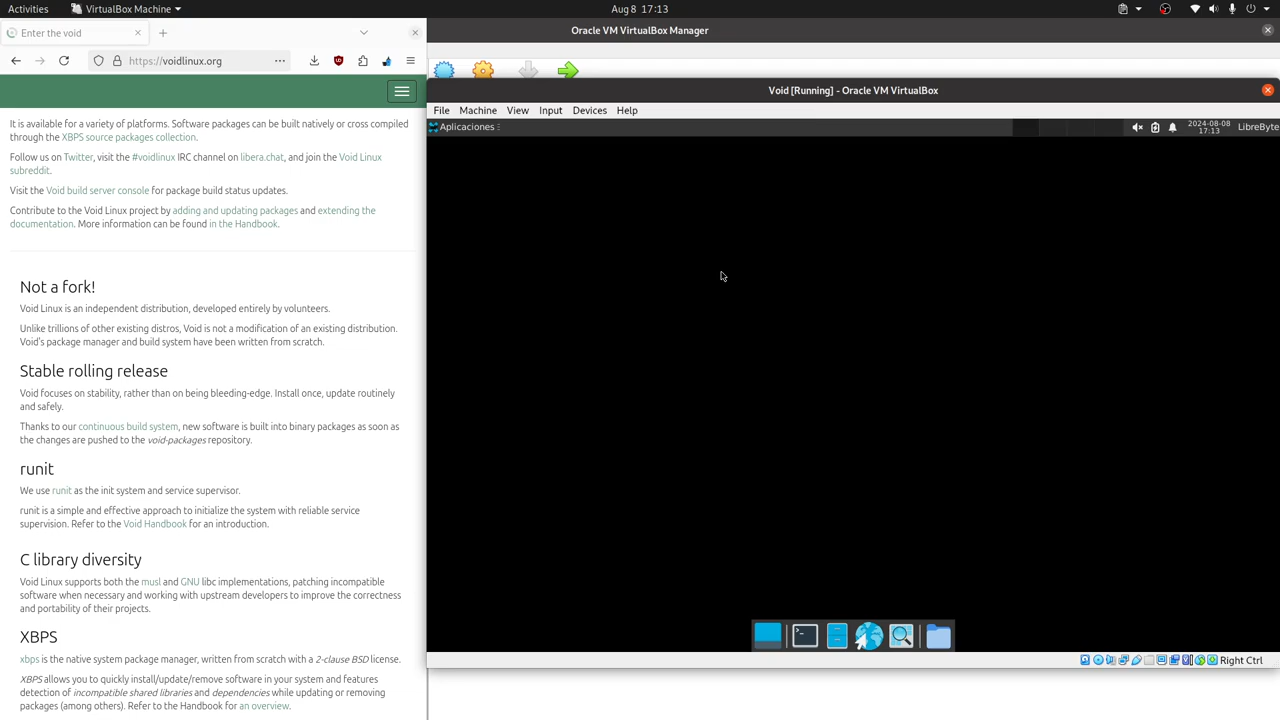 Activities
VirtualBox Machine
Aug 8 17:13
Enter the void
https://voidlinux.org
It is available for a variety of platforms. Software packages can be built natively or cross compiled
through the XBPS source packages collection.
Follow us on Twitter, visit the #voidlinux IRC channel on libera.chat, and join the Void Linux
subreddit.
Visit the Void build server console for package build status updates.
Contribute to the Void Linux project by adding and updating packages and extending the
documentation. More information can be found in the Handbook.
Not a fork!
Void Linux is an independent distribution, developed entirely by volunteers.
Unlike trillions of other existing distros, Void is not a modification of an existing distribution.
Void's package manager and build system have been written from scratch.
Stable rolling release
Void focuses on stability, rather than on being bleeding-edge. Install once, update routinely
and safely.
Thanks to our continuous build system, new software is built into binary packages as soon as
the changes are pushed to the void-packages repository.
runit
We use runit as the init system and service supervisor.
runit is a simple and effective approach to initialize the system with reliable service
supervision. Refer to the Void Handbook for an introduction.
C library diversity
Void Linux supports both the musl and GNU libc implementations, patching incompatible
software when necessary and working with upstream developers to improve the correctness
and portability of their projects.
XBPS
xbps is the native system package manager, written from scratch with a 2-clause BSD license.
XBPS allows you to quickly install/update/remove software in your system and features
detection of incompatible shared libraries and dependencies while updating or removing
packages (among others). Refer to the Handbook for an overview.
Oracle VM VirtualBox Manager
Void [Running] - Oracle VM VirtualBox
File Machine View Input Devices Help
Aplicaciones
2024-08-08
17:13
LibreByte
Right Ctrl